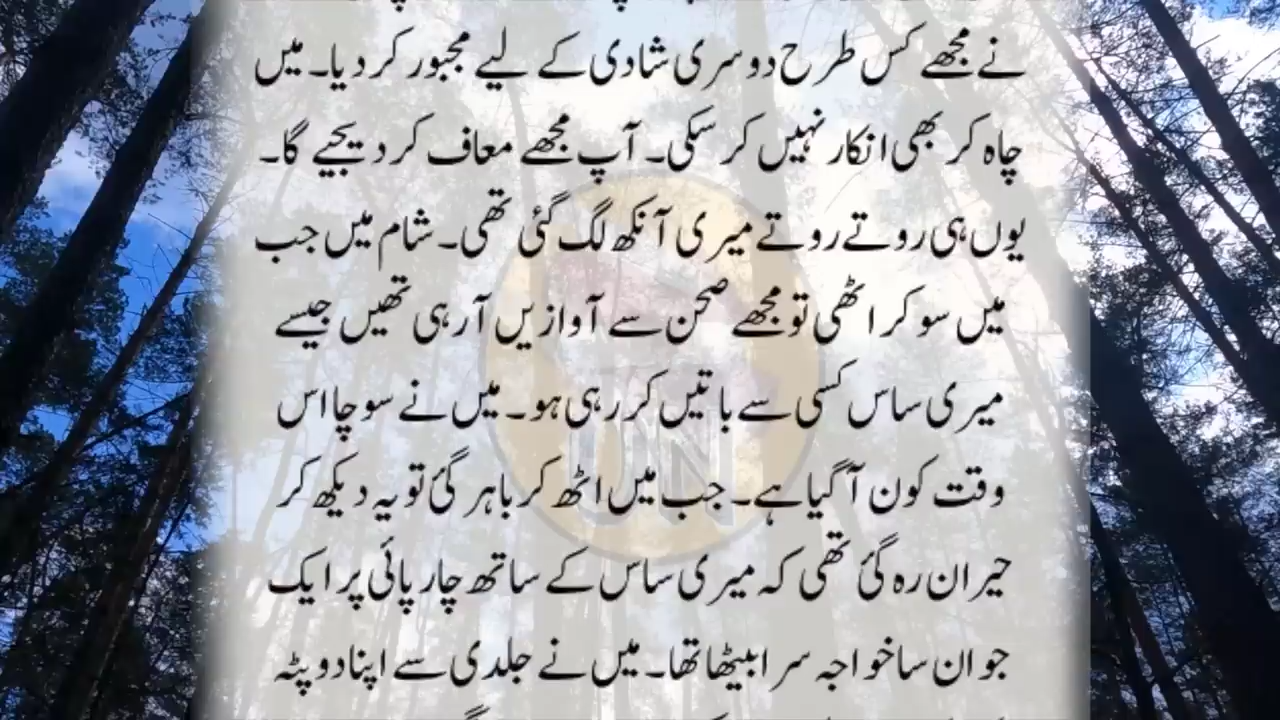 نے مجھے کس طرح دوسری شادی کے لیے مجبور کر دیا۔ میں
چاہ کر بھی انکار نہیں کر سکی۔ آپ مجھے معاف کر دیجیے گا۔
یوں ہی روتے روتے میری آنکھ لگ گئی تھی۔ شام میں جب
میں سو کر اٹھی تو مجھے صحن سے آوازیں آرہی تھیں جیسے
میری ساس کسی سے باتیں کر رہی ہو۔ میں نے سوچا اس
وقت کون آگیا ہے۔ جب میں اٹھ کر باہر گئ تو یہ دیکھ کر
حیران رہ گئ تھی کہ میری ساس کے ساتھ چارپائی پر ایک
جوان سا خواجہ سرا بیٹھا تھا۔ میں نے جلدی سے اپنا دوپٹہ
UN